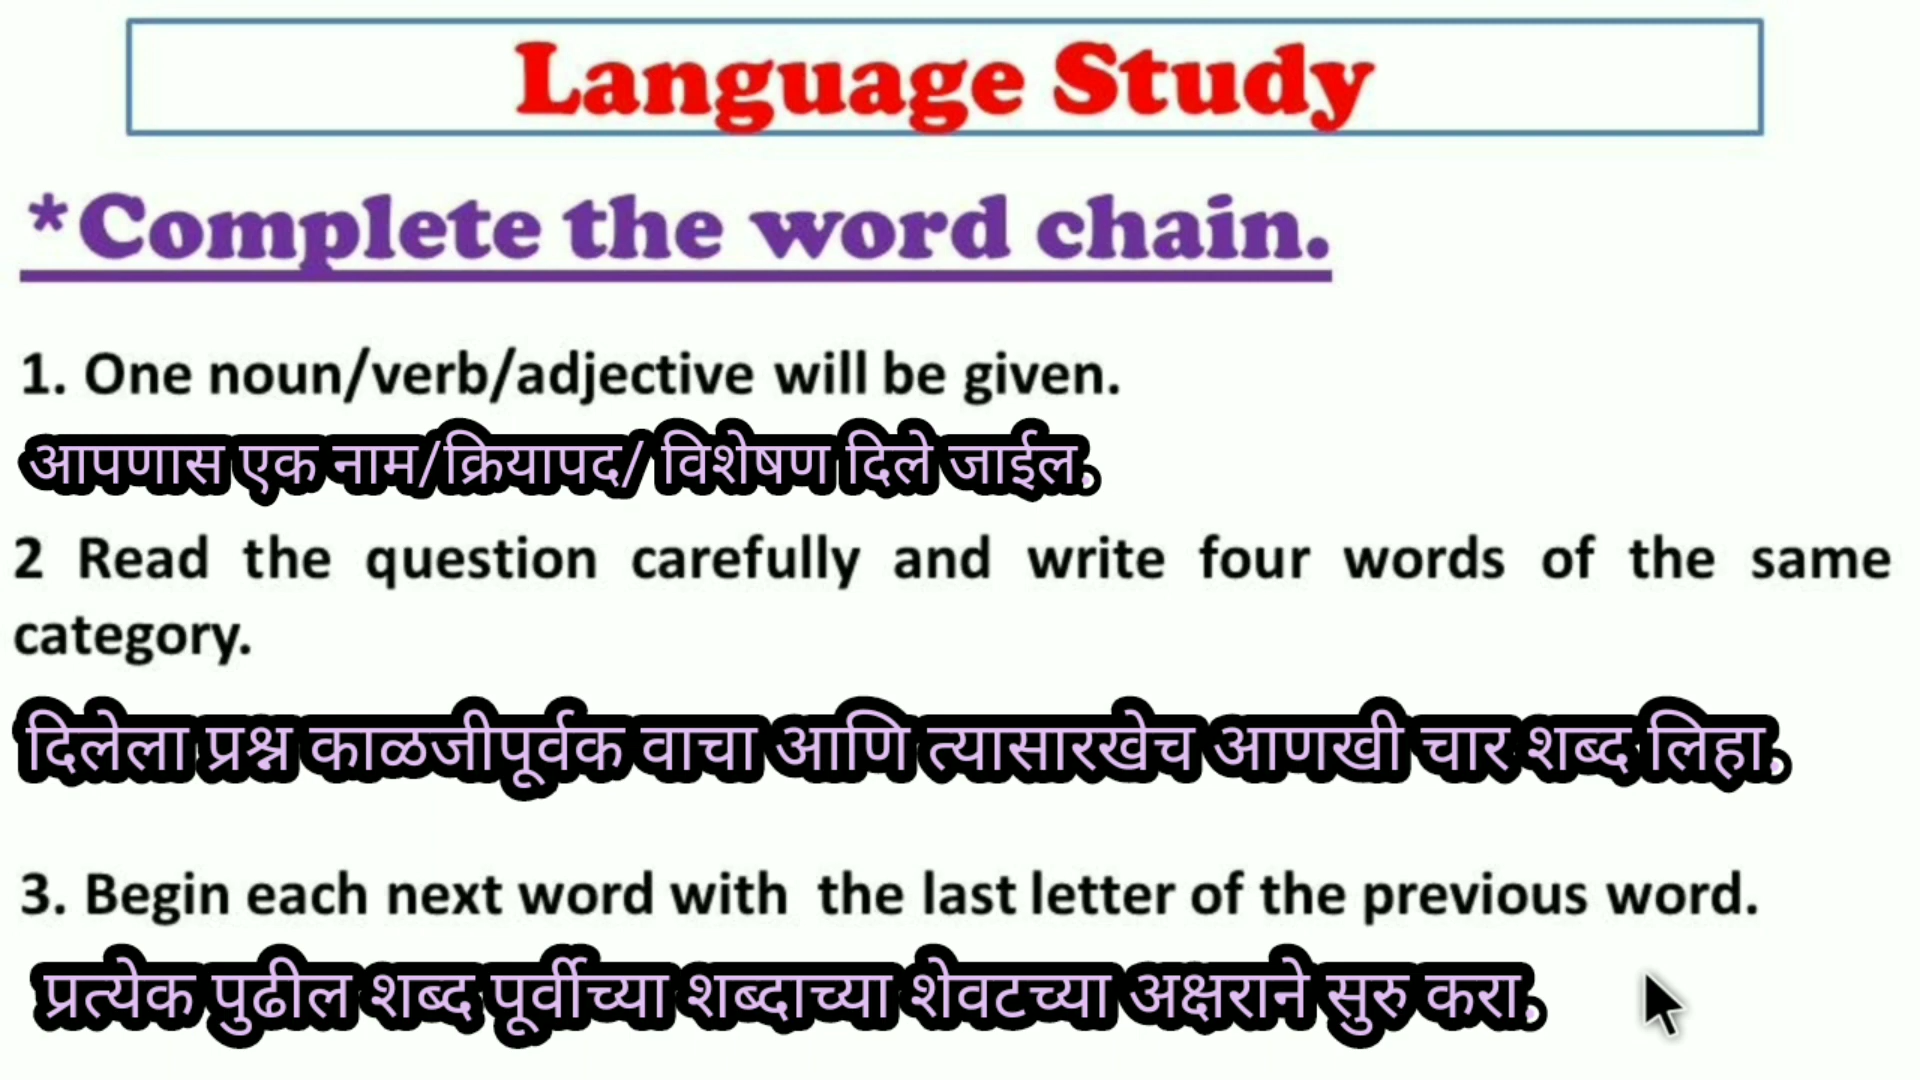 Language Study
*Complete the word chain.
1. One noun/verb/adjective will be given.
आपणास एक नाम/क्रियापद/ विशेषण दिले जाईल.
2 Read the question carefully and write four words of the same
category.
दिलेला प्रश्न काळजीपूर्वक वाचा आणि त्यासारखेच आणखी चार शब्द लिहा.
3. Begin each next word with the last letter of the previous word.
प्रत्येक पुढील शब्द पूर्वीच्या शब्दाच्या शेवटच्या अक्षराने सुरु करा.